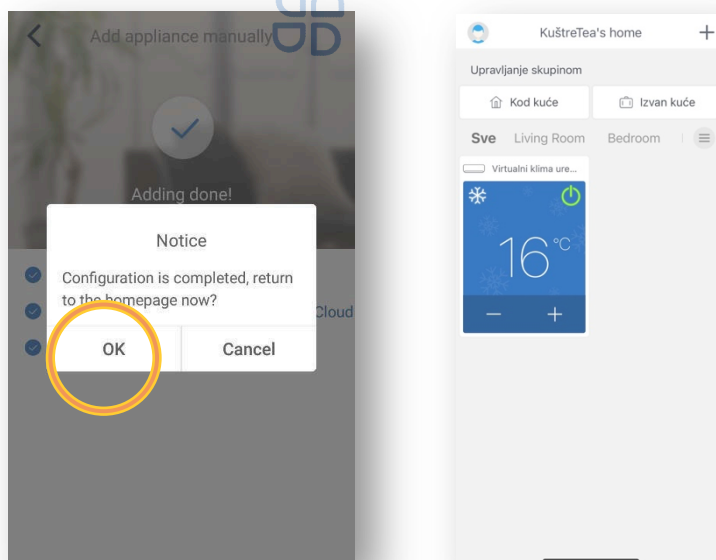 Add appliance manually
Adding done!
Notice
Configuration is completed, return
to the homepage now?
Cloud
OK
Cancel
KuštreTea's home
Upravljanje skupinom
Kod kuće
Izvan kuće
Sve
Living Room
Bedroom
Virtualni klima ure...
16 °C